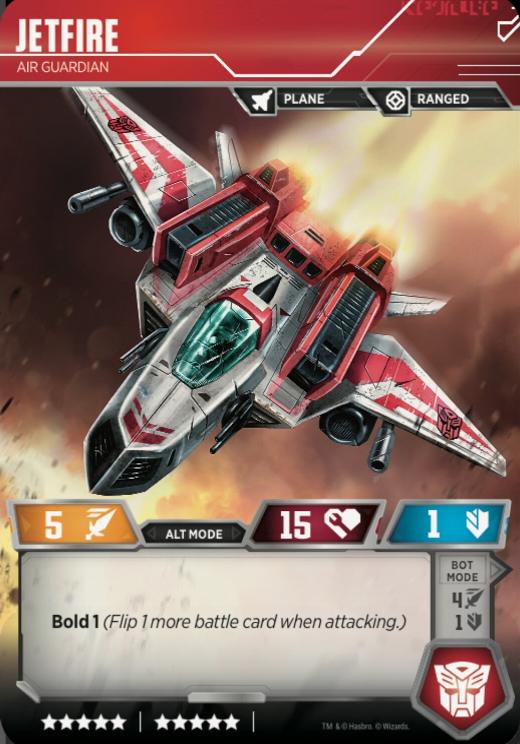 JETFIRE
AIR GUARDIAN
PLANE RANGED
5 ALT MODE 15 1
BOT
MODE
4
1
Bold 1 (Flip 1 more battle card when attacking.)
★★★★★ | ★★★★★ |
TM & © Hasbro. © Wizards.